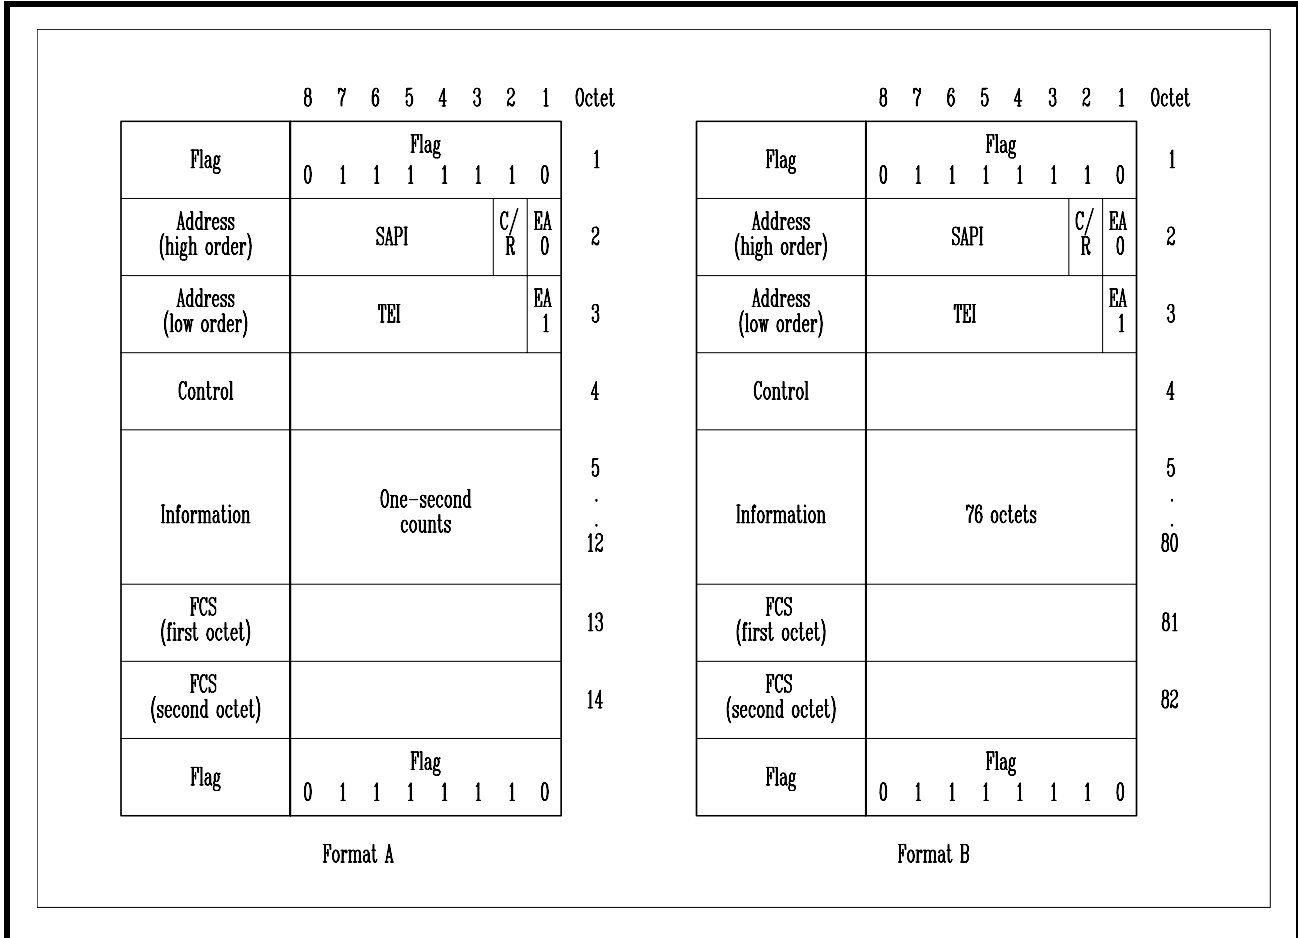 8 7 6 5 4 3 2 1 Octet
Flag
Flag
0 1 1 1 1 1 1 0
1
Address
(high order)
SAPI
C/
R
EA
0
2
Address
(low order)
TEI
EA
1
3
Control
4
Information
One-second
counts
5
.
.
12
FCS
(first octet)
13
FCS
(second octet)
14
Flag
Flag
0 1 1 1 1 1 1 0
Format A
8 7 6 5 4 3 2 1 Octet
Flag
Flag
0 1 1 1 1 1 1 0
1
Address
(high order)
SAPI
C/
R
EA
0
2
Address
(low order)
TEI
EA
1
3
Control
4
Information
76 octets
5
.
.
80
FCS
(first octet)
81
FCS
(second octet)
82
Flag
Flag
0 1 1 1 1 1 1 0
Format B